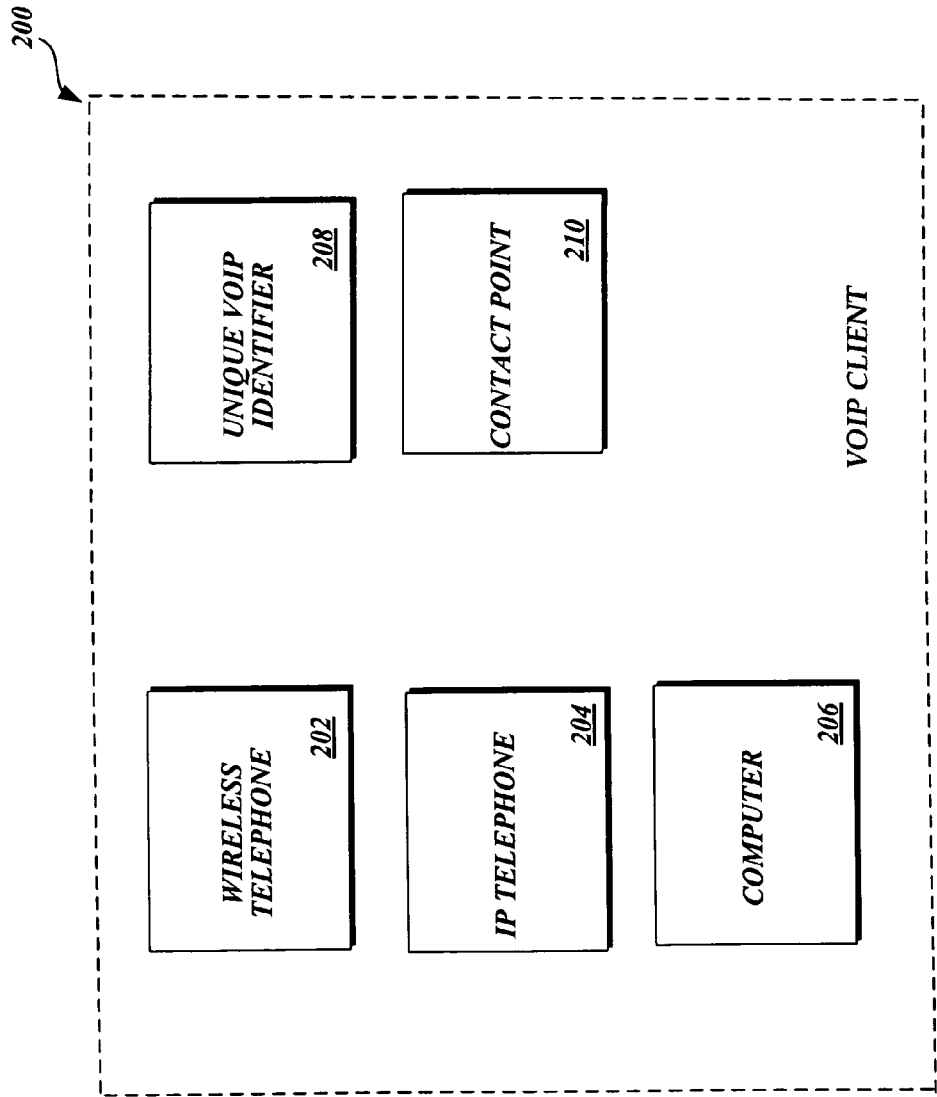 200
WIRELESS
TELEPHONE
202
IP TELEPHONE
204
COMPUTER
206
UNIQUE VOIP
IDENTIFIER
208
CONTACT POINT
210
VOIP CLIENT